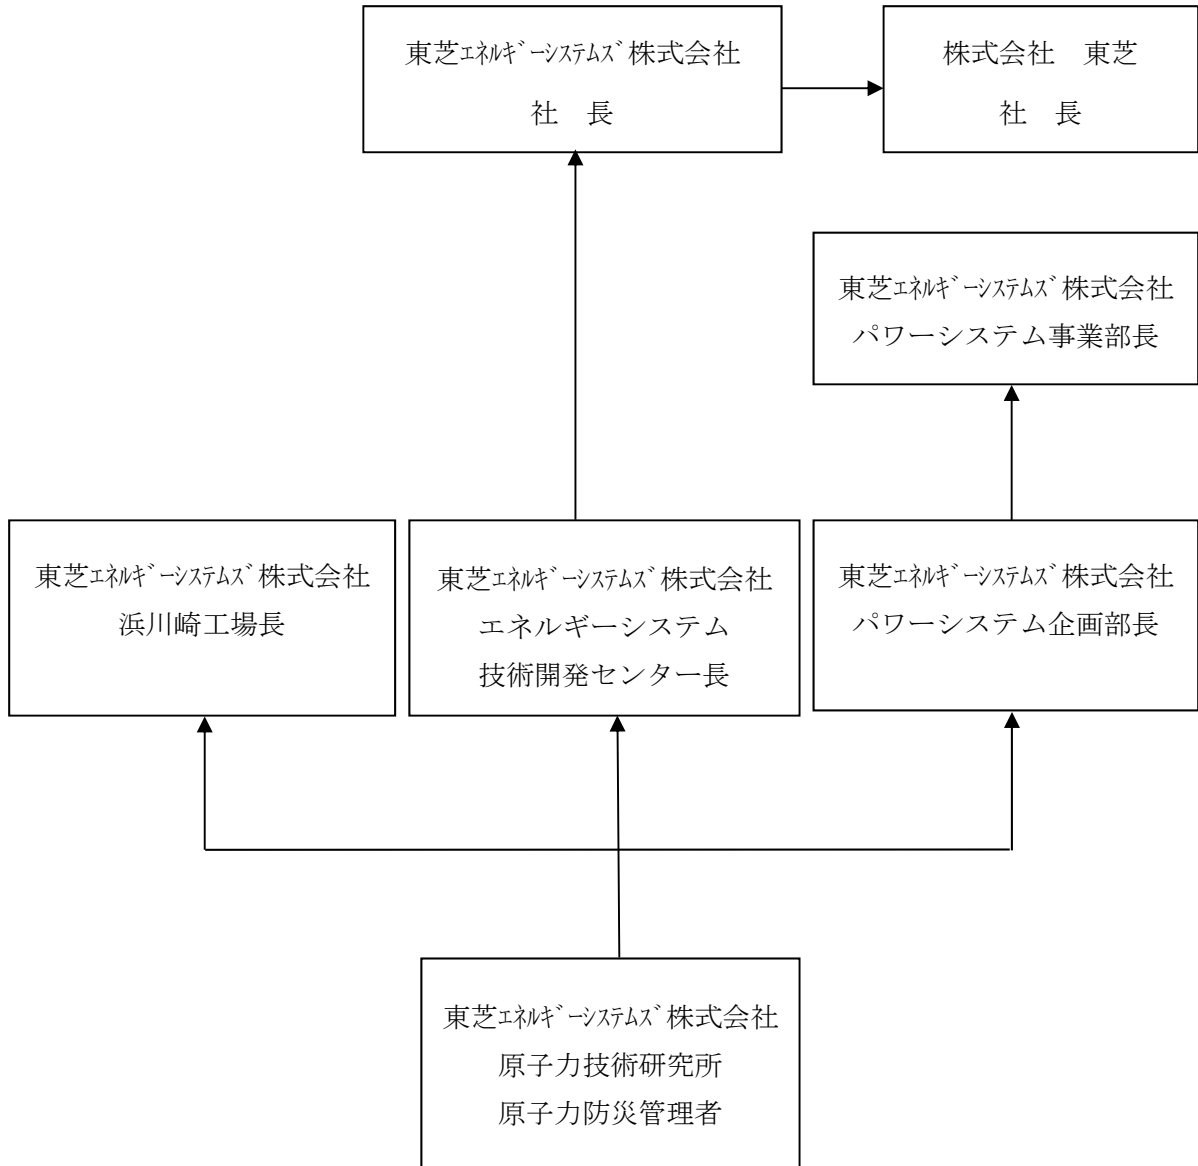 東芝ｴﾈﾙｷﾞｰｼｽﾃﾑｽﾞ株式会社
社　長
株式会社　東芝
社　長
東芝ｴﾈﾙｷﾞｰｼｽﾃﾑｽﾞ株式会社
パワーシステム事業部長
東芝ｴﾈﾙｷﾞｰｼｽﾃﾑｽﾞ株式会社
浜川崎工場長
東芝ｴﾈﾙｷﾞｰｼｽﾃﾑｽﾞ株式会社
エネルギーシステム
技術開発センター長
東芝ｴﾈﾙｷﾞｰｼｽﾃﾑｽﾞ株式会社
パワーシステム企画部長
東芝ｴﾈﾙｷﾞｰｼｽﾃﾑｽﾞ株式会社
原子力技術研究所
原子力防災管理者